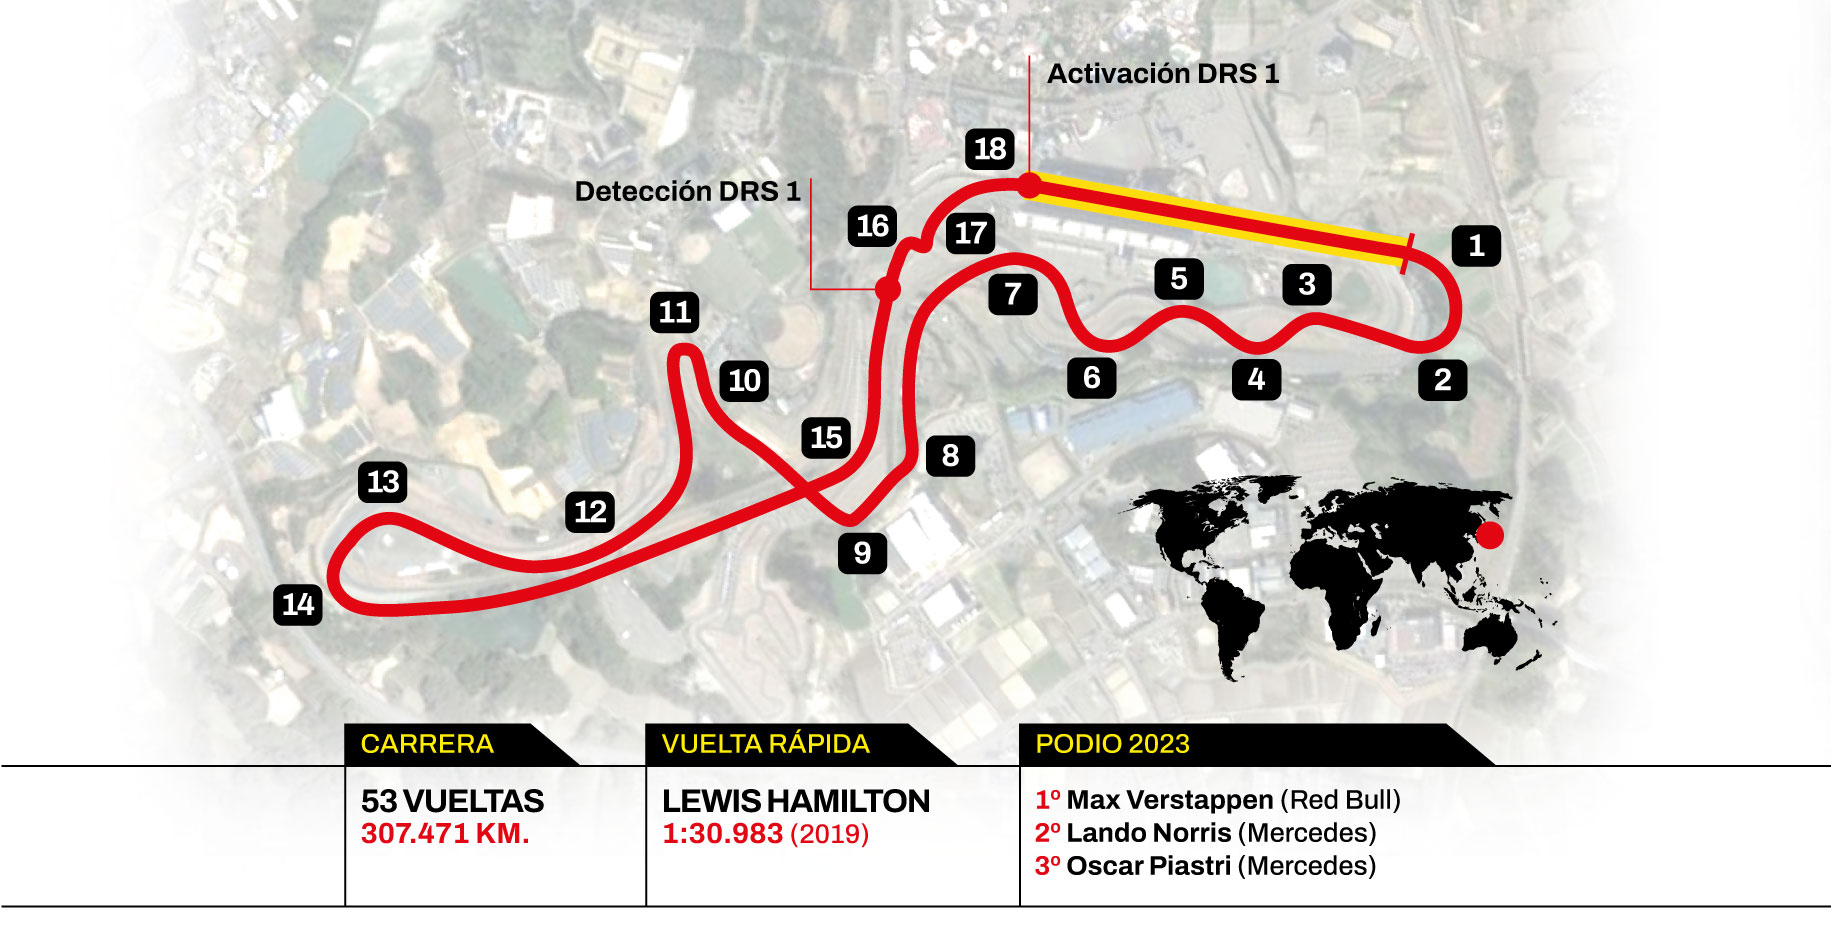 Activación DRS 1
18
Detección DRS 1
16
17
1
5
3
7
11
10
6
4
2
15
8
13
12
9
14
CARRERA
53 VUELTAS
307.471 KM.
VUELTA RÁPIDA
LEWIS HAMILTON
1:30.983 (2019)
PODIO 2023
1º Max Verstappen (Red Bull)
2º Lando Norris (Mercedes)
3º Oscar Piastri (Mercedes)